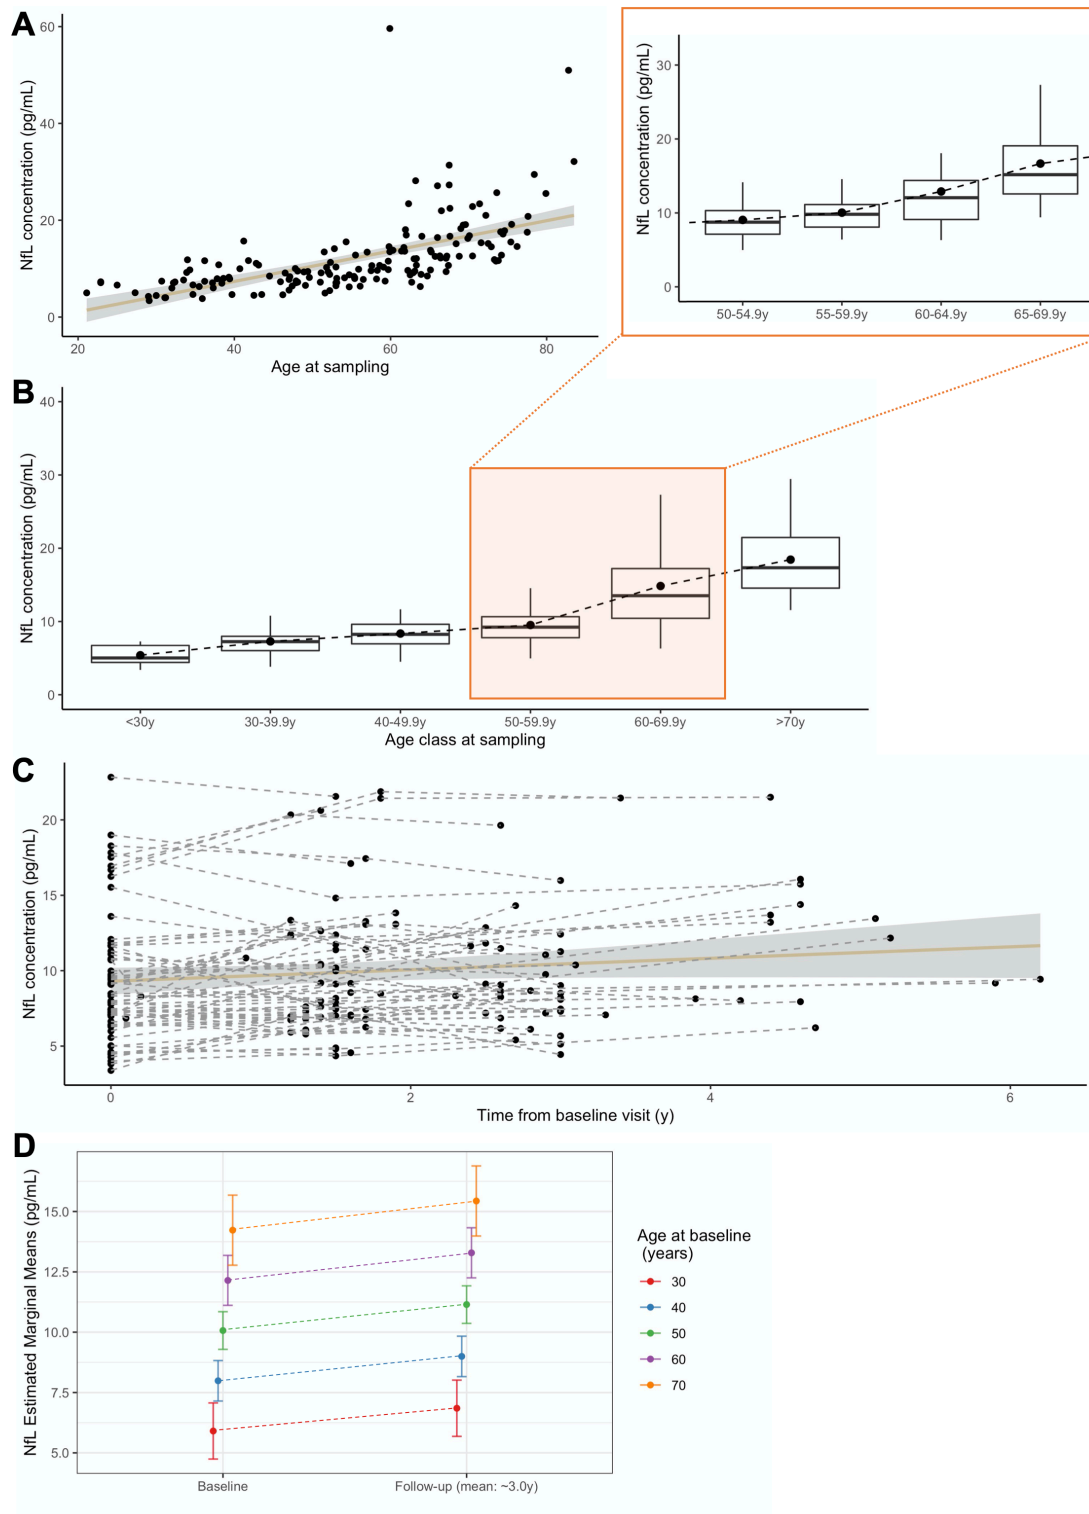 A
NfL concentration (pg/mL)
60
40
20
0
20 40 60 80
Age at sampling
NfL concentration (pg/mL)
30
20
10
0
50-54.9y 55-59.9y 60-64.9y 65-69.9y
B
NfL concentration (pg/mL)
40
30
20
10
0
<30y 30-39.9y 40-49.9y 50-59.9y 60-69.9y >70y
Age class at sampling
C
NfL concentration (pg/mL)
20
15
10
5
0 2 4 6
Time from baseline visit (y)
D
NfL Estimated Marginal Means (pg/mL)
15.0
12.5
10.0
7.5
5.0
Baseline Follow-up (mean: ~3.0y)
Age at baseline
(years)
30
40
50
60
70